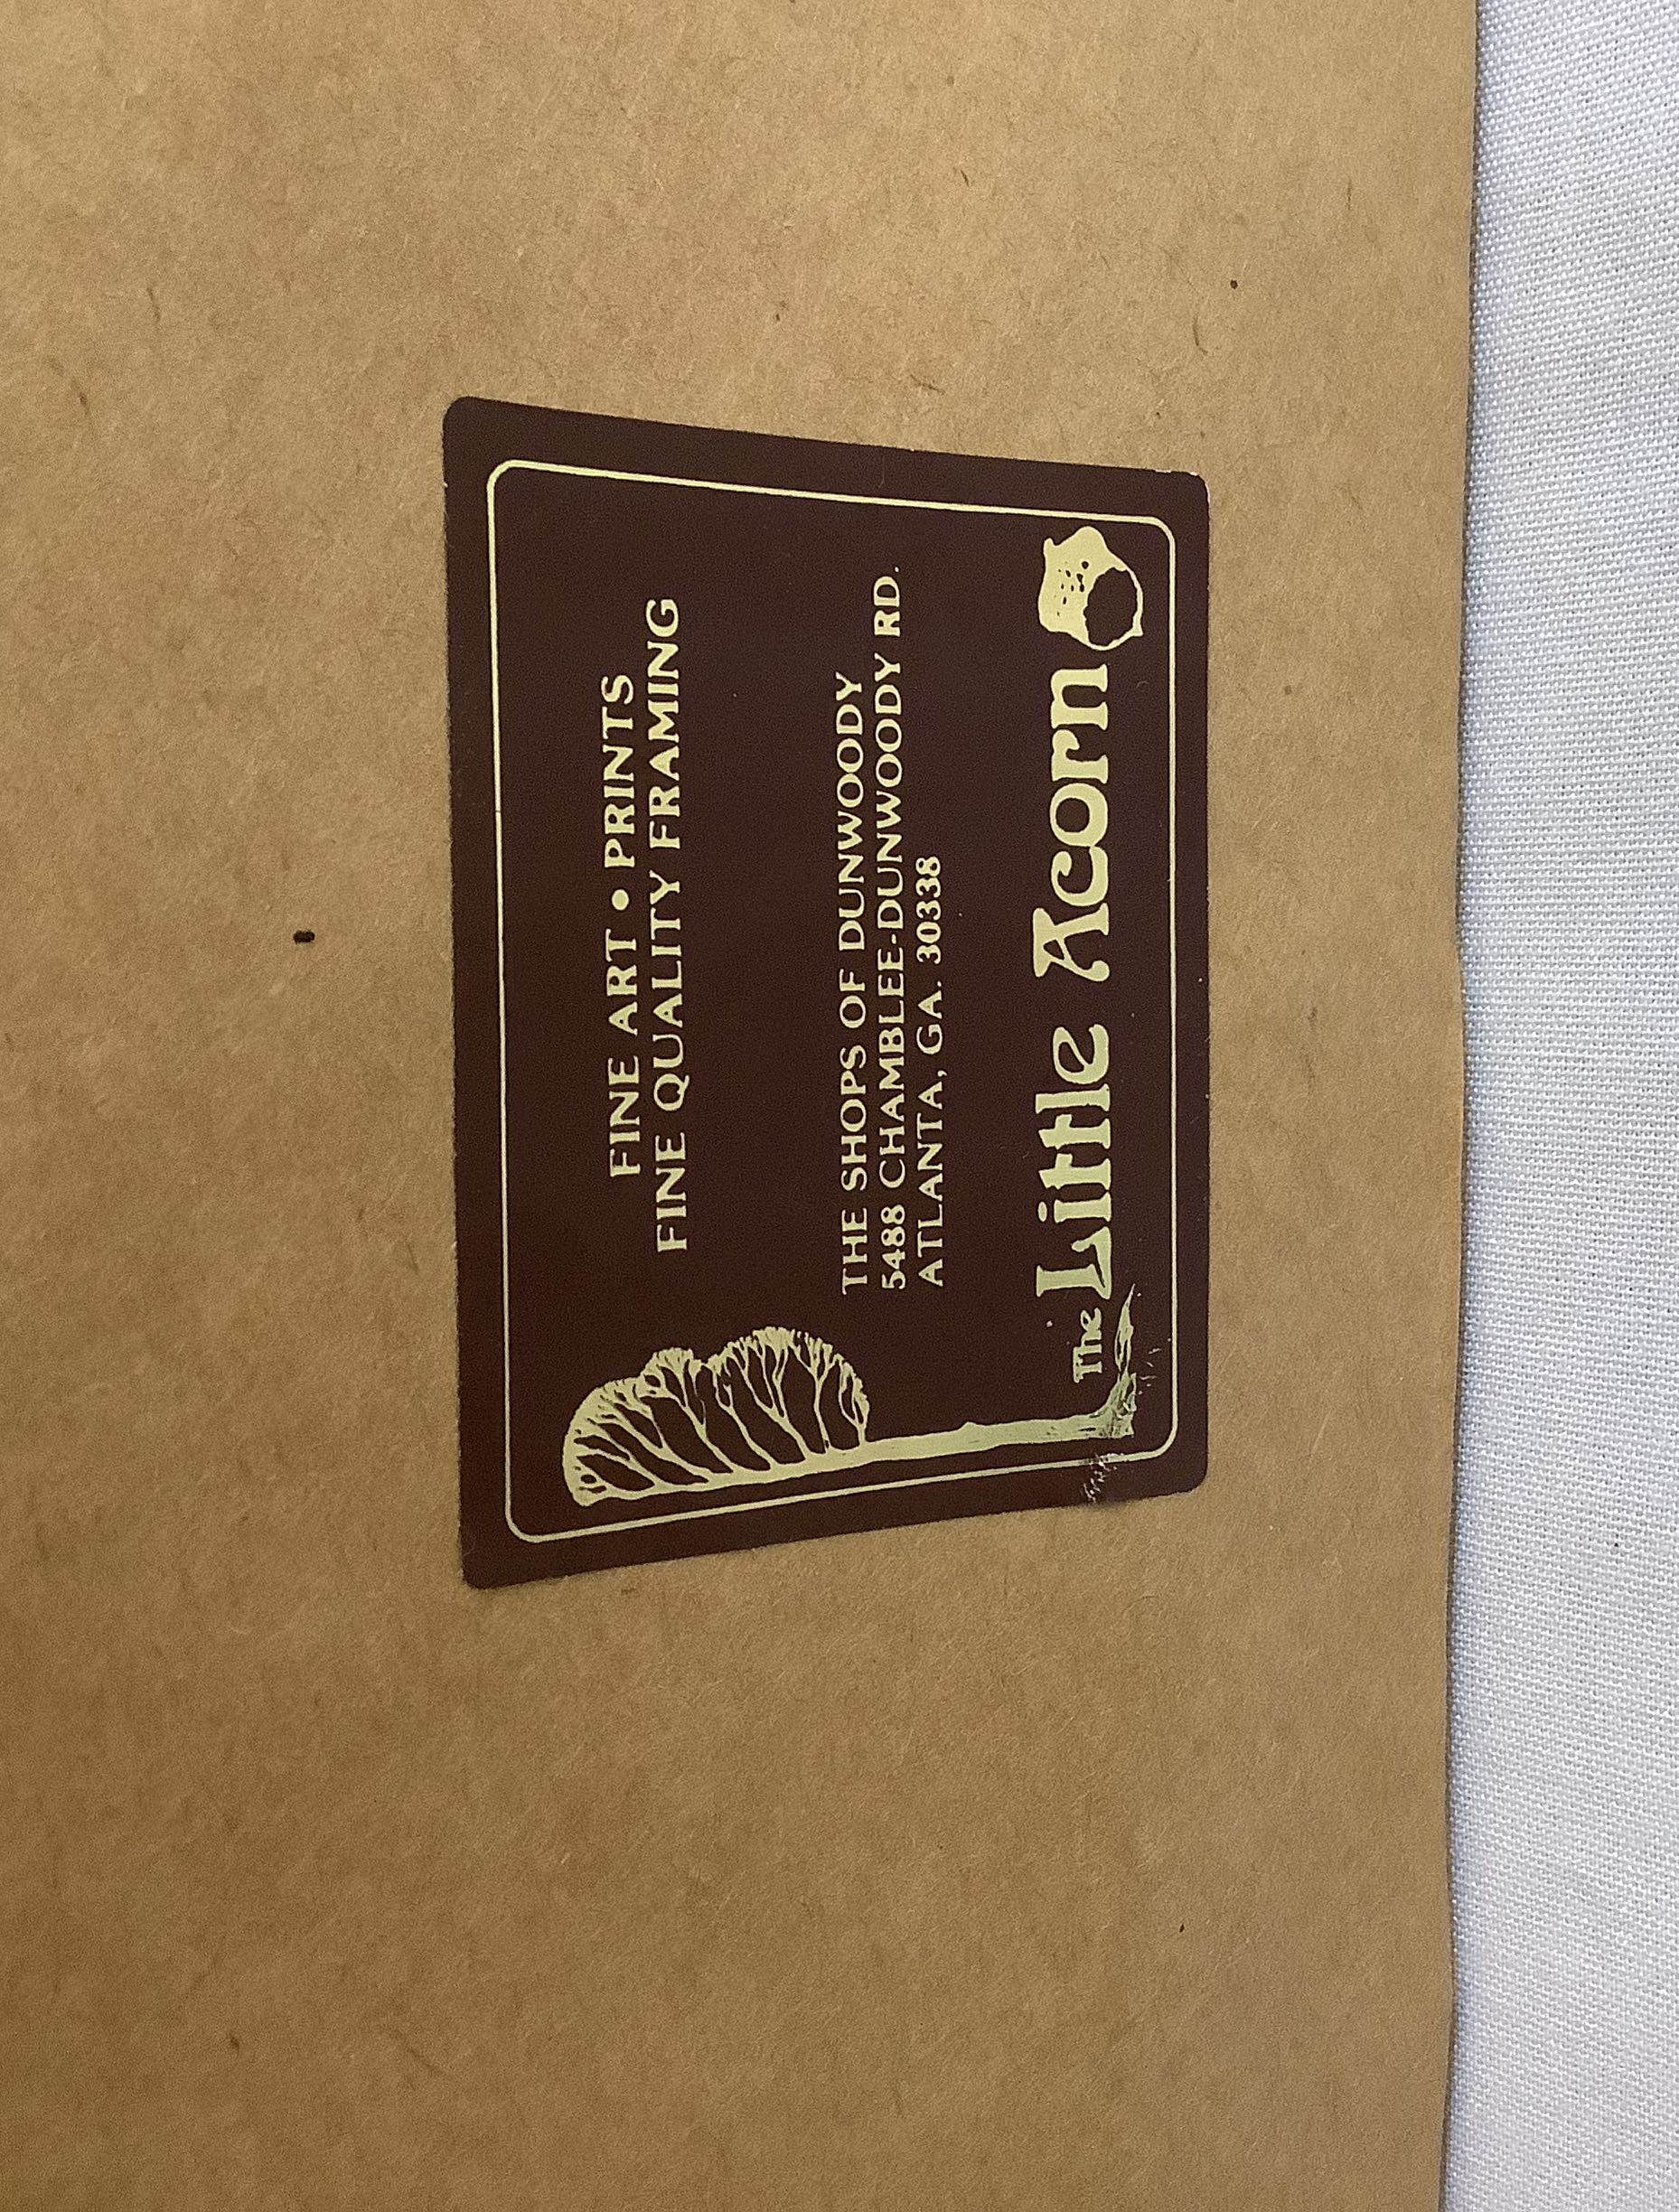 FINE ART • PRINTS
FINE QUALITY FRAMING
THE SHOPS OF DUNWOODY
5488 CHAMBLEE-DUNWOODY RD.
ATLANTA, GA. 30338
The Little Acorn